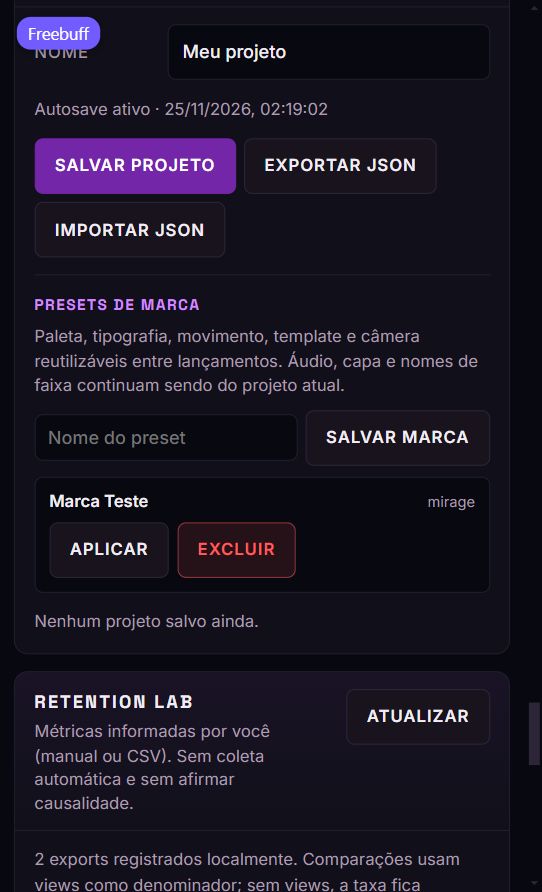 Freebuff
NOME
Meu projeto
Autosave ativo · 25/11/2026, 02:19:02
SALVAR PROJETO
EXPORTAR JSON
IMPORTAR JSON
PRESETS DE MARCA
Paleta, tipografia, movimento, template e câmera
reutilizáveis entre lançamentos. Áudio, capa e nomes de
faixa continuam sendo do projeto atual.
Nome do preset
SALVAR MARCA
Marca Teste
mirage
APLICAR
EXCLUIR
Nenhum projeto salvo ainda.
RETENTION LAB
ATUALIZAR
Métricas informadas por você
(manual ou CSV). Sem coleta
automática e sem afirmar
causalidade.
2 exports registrados localmente. Comparações usam
views como denominador; sem views, a taxa fica